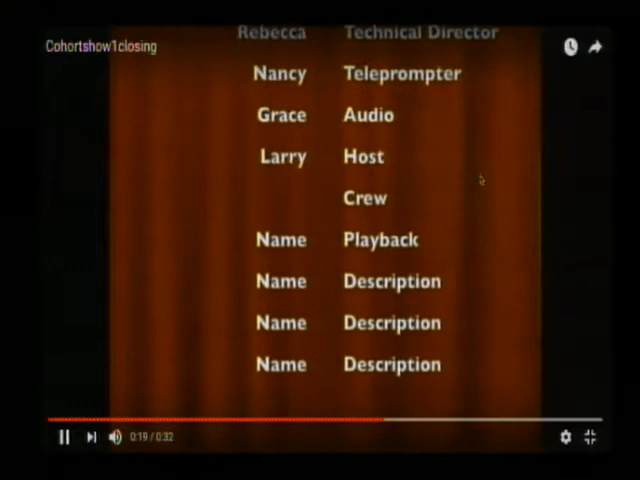 Cohortshow1closing
Rebecca Technical Director
Nancy Teleprompter
Grace Audio
Larry Host
Crew
Name Playback
Name Description
Name Description
Name Description
0:19 / 0:32